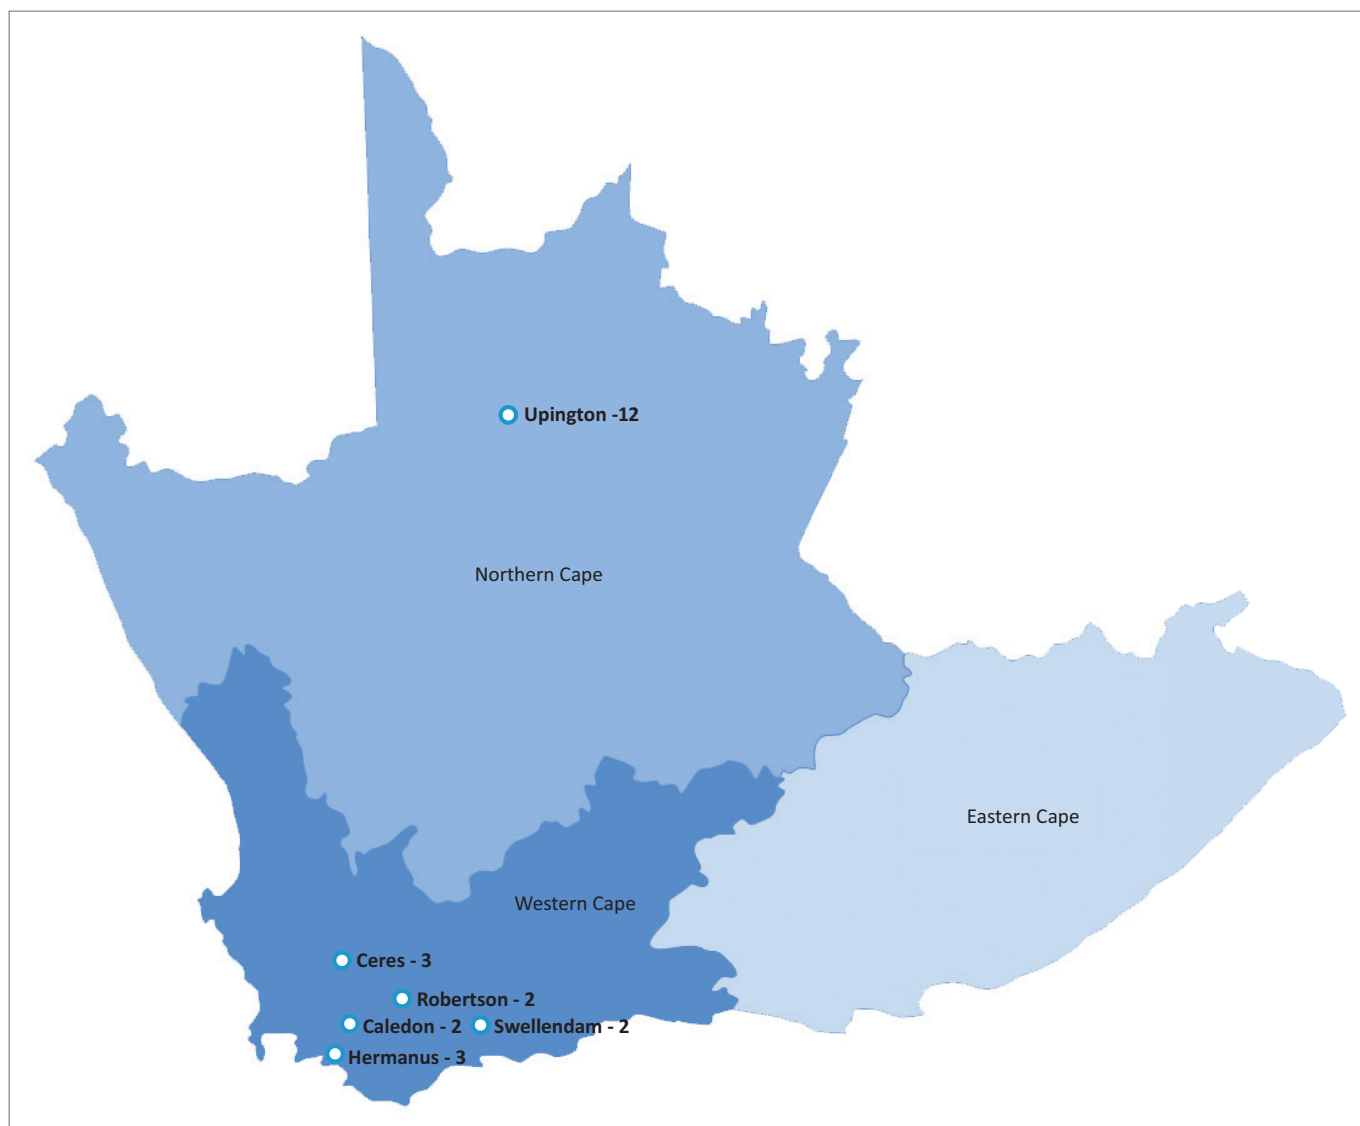 Upington -12
Northern Cape
Eastern Cape
Western Cape
Ceres - 3
Robertson - 2
Caledon - 2
Swellendam - 2
Hermanus - 3